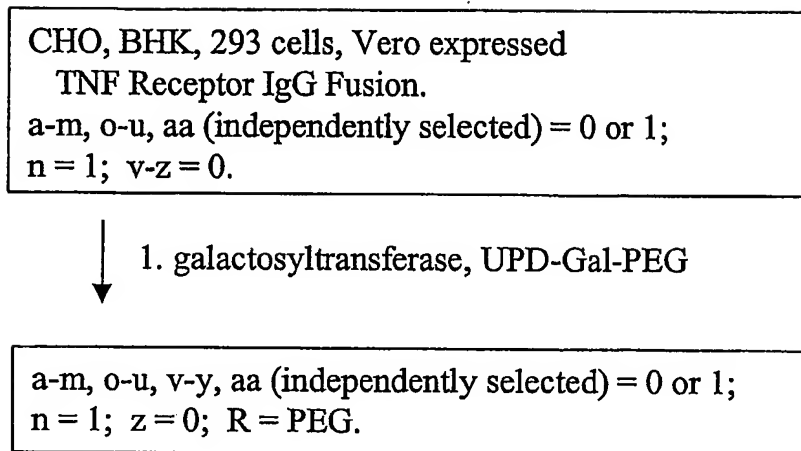 CHO, BHK, 293 cells, Vero expressed
TNF Receptor IgG Fusion.
a-m, o-u, aa (independently selected) = 0 or 1;
n = 1; v-z = 0.
1. galactosyltransferase, UPD-Gal-PEG
a-m, o-u, v-y, aa (independently selected) = 0 or 1;
n = 1; z = 0; R = PEG.